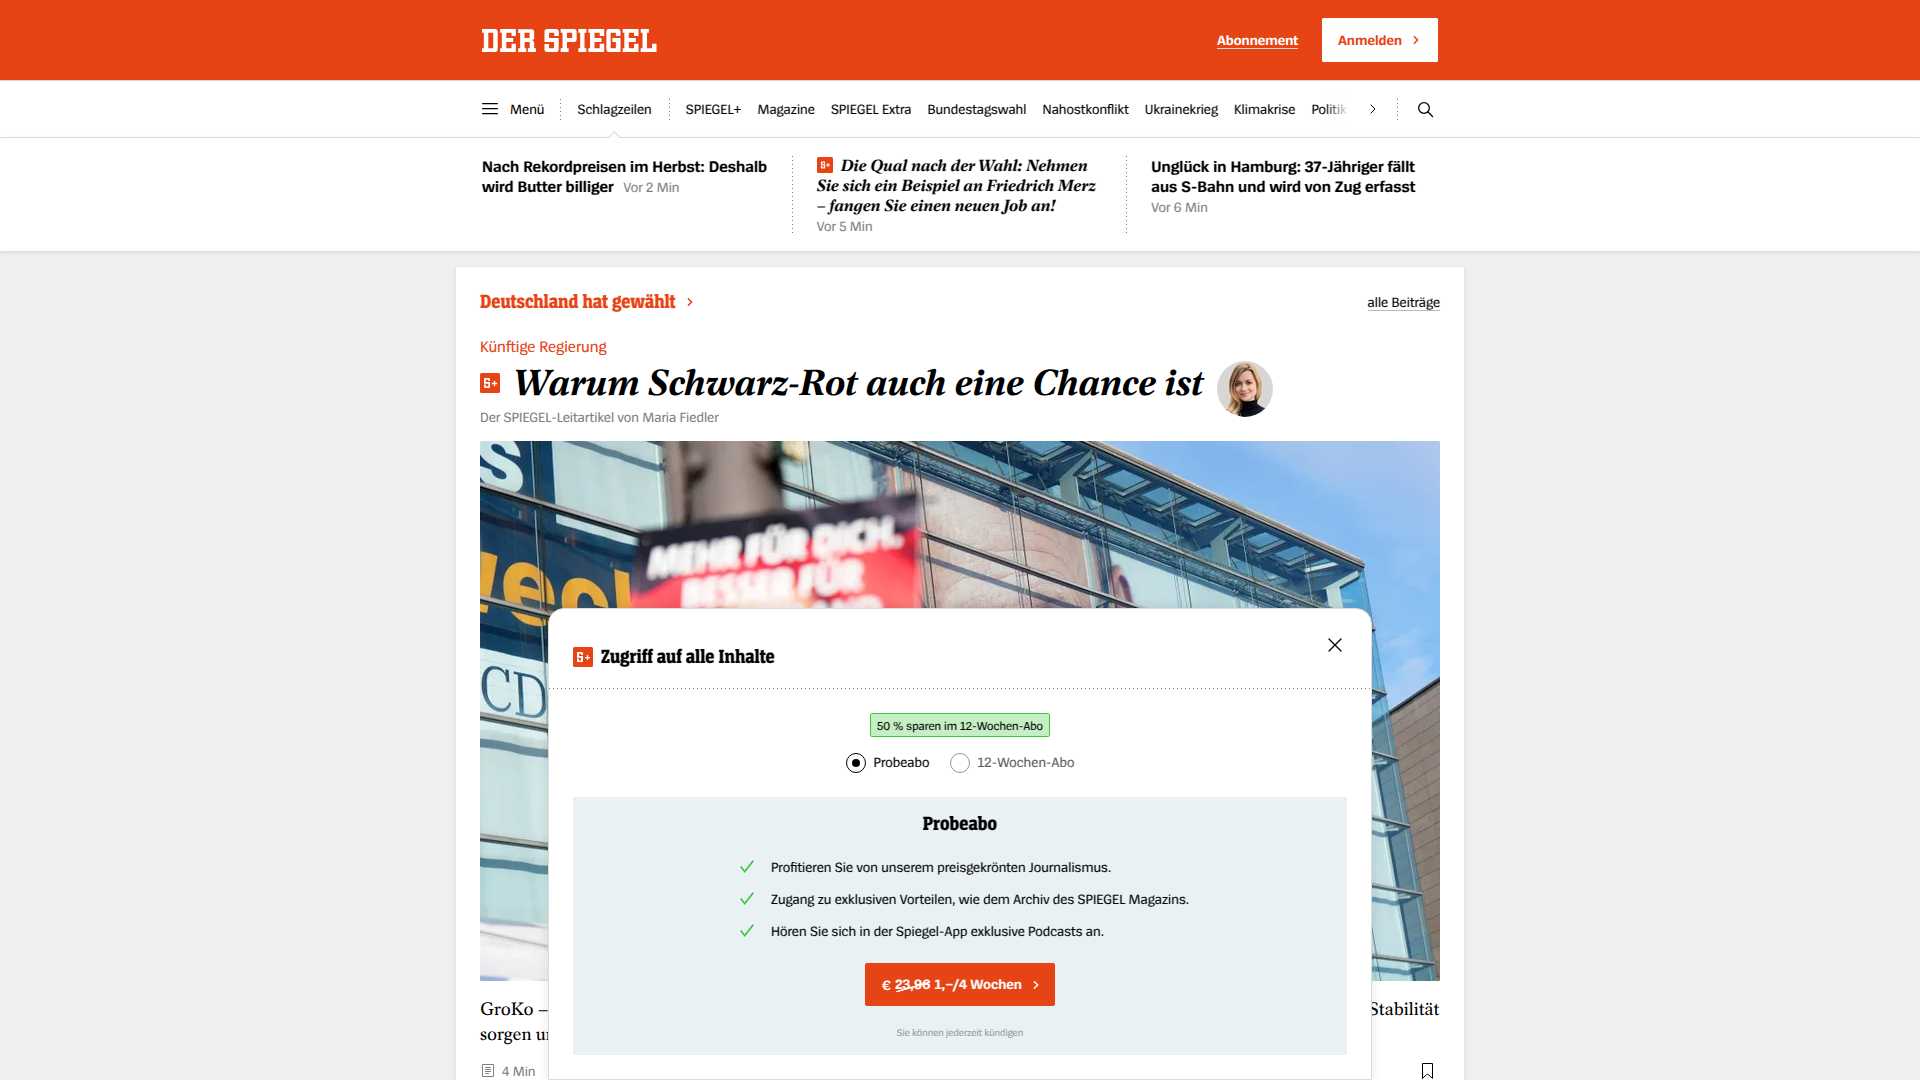 DER SPIEGEL
Abonnement
Anmelden
Menü
Schlagzeilen
SPIEGEL+
Magazine
SPIEGEL Extra
Bundestagswahl
Nahostkonflikt
Ukrainekrieg
Klimakrise
Politik
Nach Rekordpreisen im Herbst: Deshalb
wird Butter billiger Vor 2 Min
Die Qual nach der Wahl: Nehmen
Sie sich ein Beispiel an Friedrich Merz
– fangen Sie einen neuen Job an!
Vor 5 Min
Unglück in Hamburg: 37-Jähriger fällt
aus S-Bahn und wird von Zug erfasst
Vor 6 Min
Deutschland hat gewählt
alle Beiträge
Künftige Regierung
Warum Schwarz-Rot auch eine Chance ist
Der SPIEGEL-Leitartikel von Maria Fiedler
MEHR FÜR DICH.
BESSER FÜR
CD
Zugriff auf alle Inhalte
50 % sparen im 12-Wochen-Abo
Probeabo
12-Wochen-Abo
Probeabo
Profitieren Sie von unserem preisgekrönten Journalismus.
Zugang zu exklusiven Vorteilen, wie dem Archiv des SPIEGEL Magazins.
Hören Sie sich in der Spiegel-App exklusive Podcasts an.
€ 23,96 1,–/4 Wochen
Sie können jederzeit kündigen
GroKo –
Stabilität
sorgen
4 Min